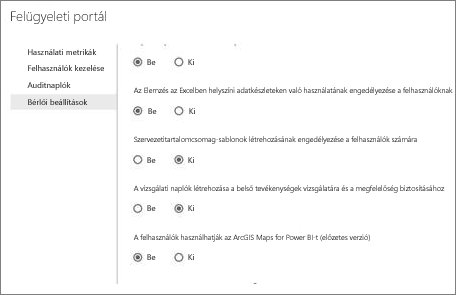 Felügyeleti portál
Használati metrikák
Felhasználók kezelése
Auditnaplók
Bérlői beállítások
Be Ki
Az Elemzés az Excelben helyszíni adatkészleteken való használatának engedélyezése a felhasználóknak
Be Ki
Szervezetitartalomcsomag-sablonok létrehozásának engedélyezése a felhasználók számára
Be Ki
A vizsgálati naplók létrehozása a belső tevékenységek vizsgálatára és a megfelelőség biztosításához
Be Ki
A felhasználók használhatják az ArcGIS Maps for Power BI-t (előzetes verzió)
Be Ki